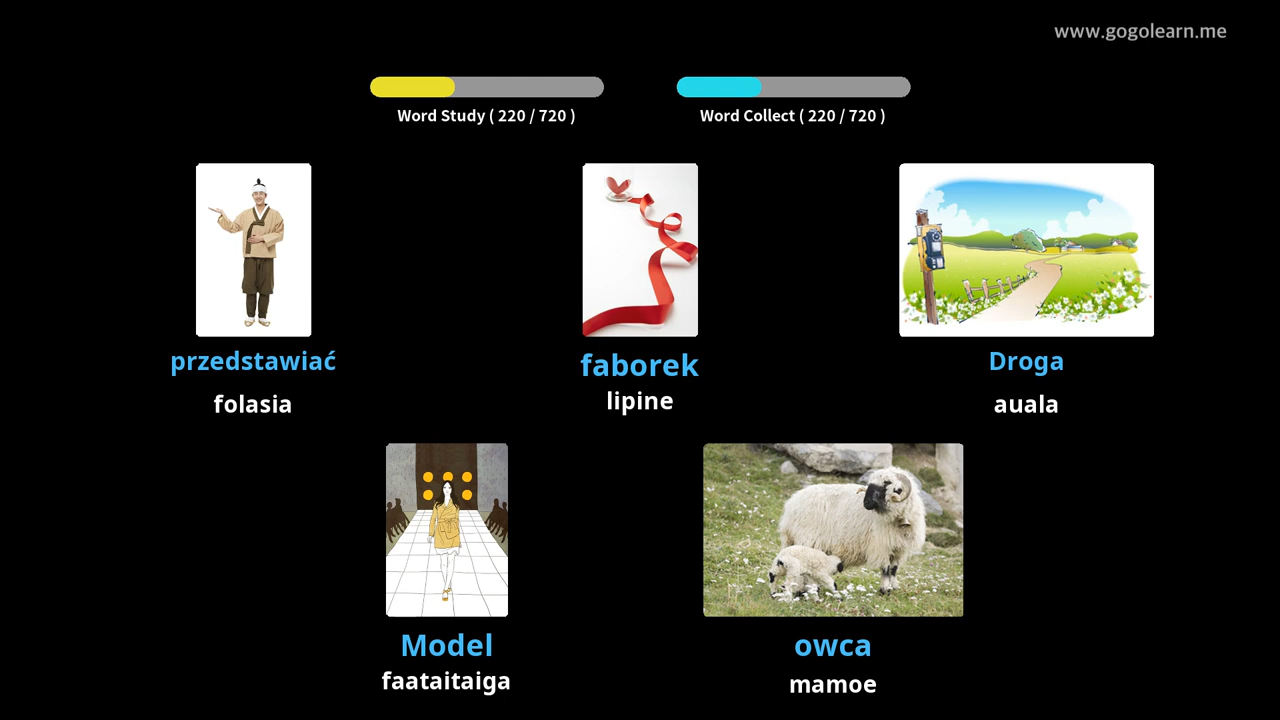 www.gogolearn.me
Word Study ( 220 / 720 )
Word Collect ( 220 / 720 )
przedstawiać
folasia
faborek
lipine
Droga
auala
Model
faataitaiga
owca
mamoe